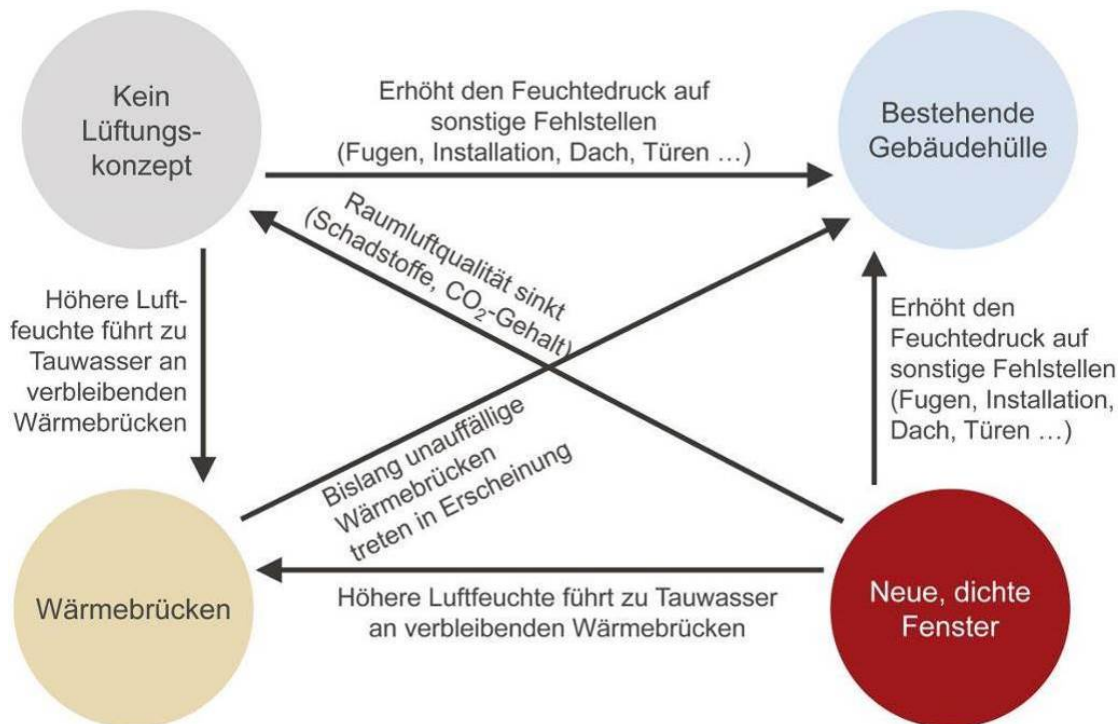 Kein
Lüftungs-
konzept
Erhöht den Feuchtedruck auf
sonstige Fehlstellen
(Fugen, Installation, Dach, Türen …)
Bestehende
Gebäudehülle
Raumluftqualität sinkt
(Schadstoffe, CO₂-Gehalt)
Höhere Luft-
feuchte führt zu
Tauwasser an
verbleibenden
Wärmebrücken
Erhöht den
Feuchtedruck auf
sonstige Fehlstellen
(Fugen, Installation,
Dach, Türen …)
Bislang unauffällige
Wärmebrücken
treten in Erscheinung
Wärmebrücken
Höhere Luftfeuchte führt zu Tauwasser
an verbleibenden Wärmebrücken
Neue, dichte
Fenster